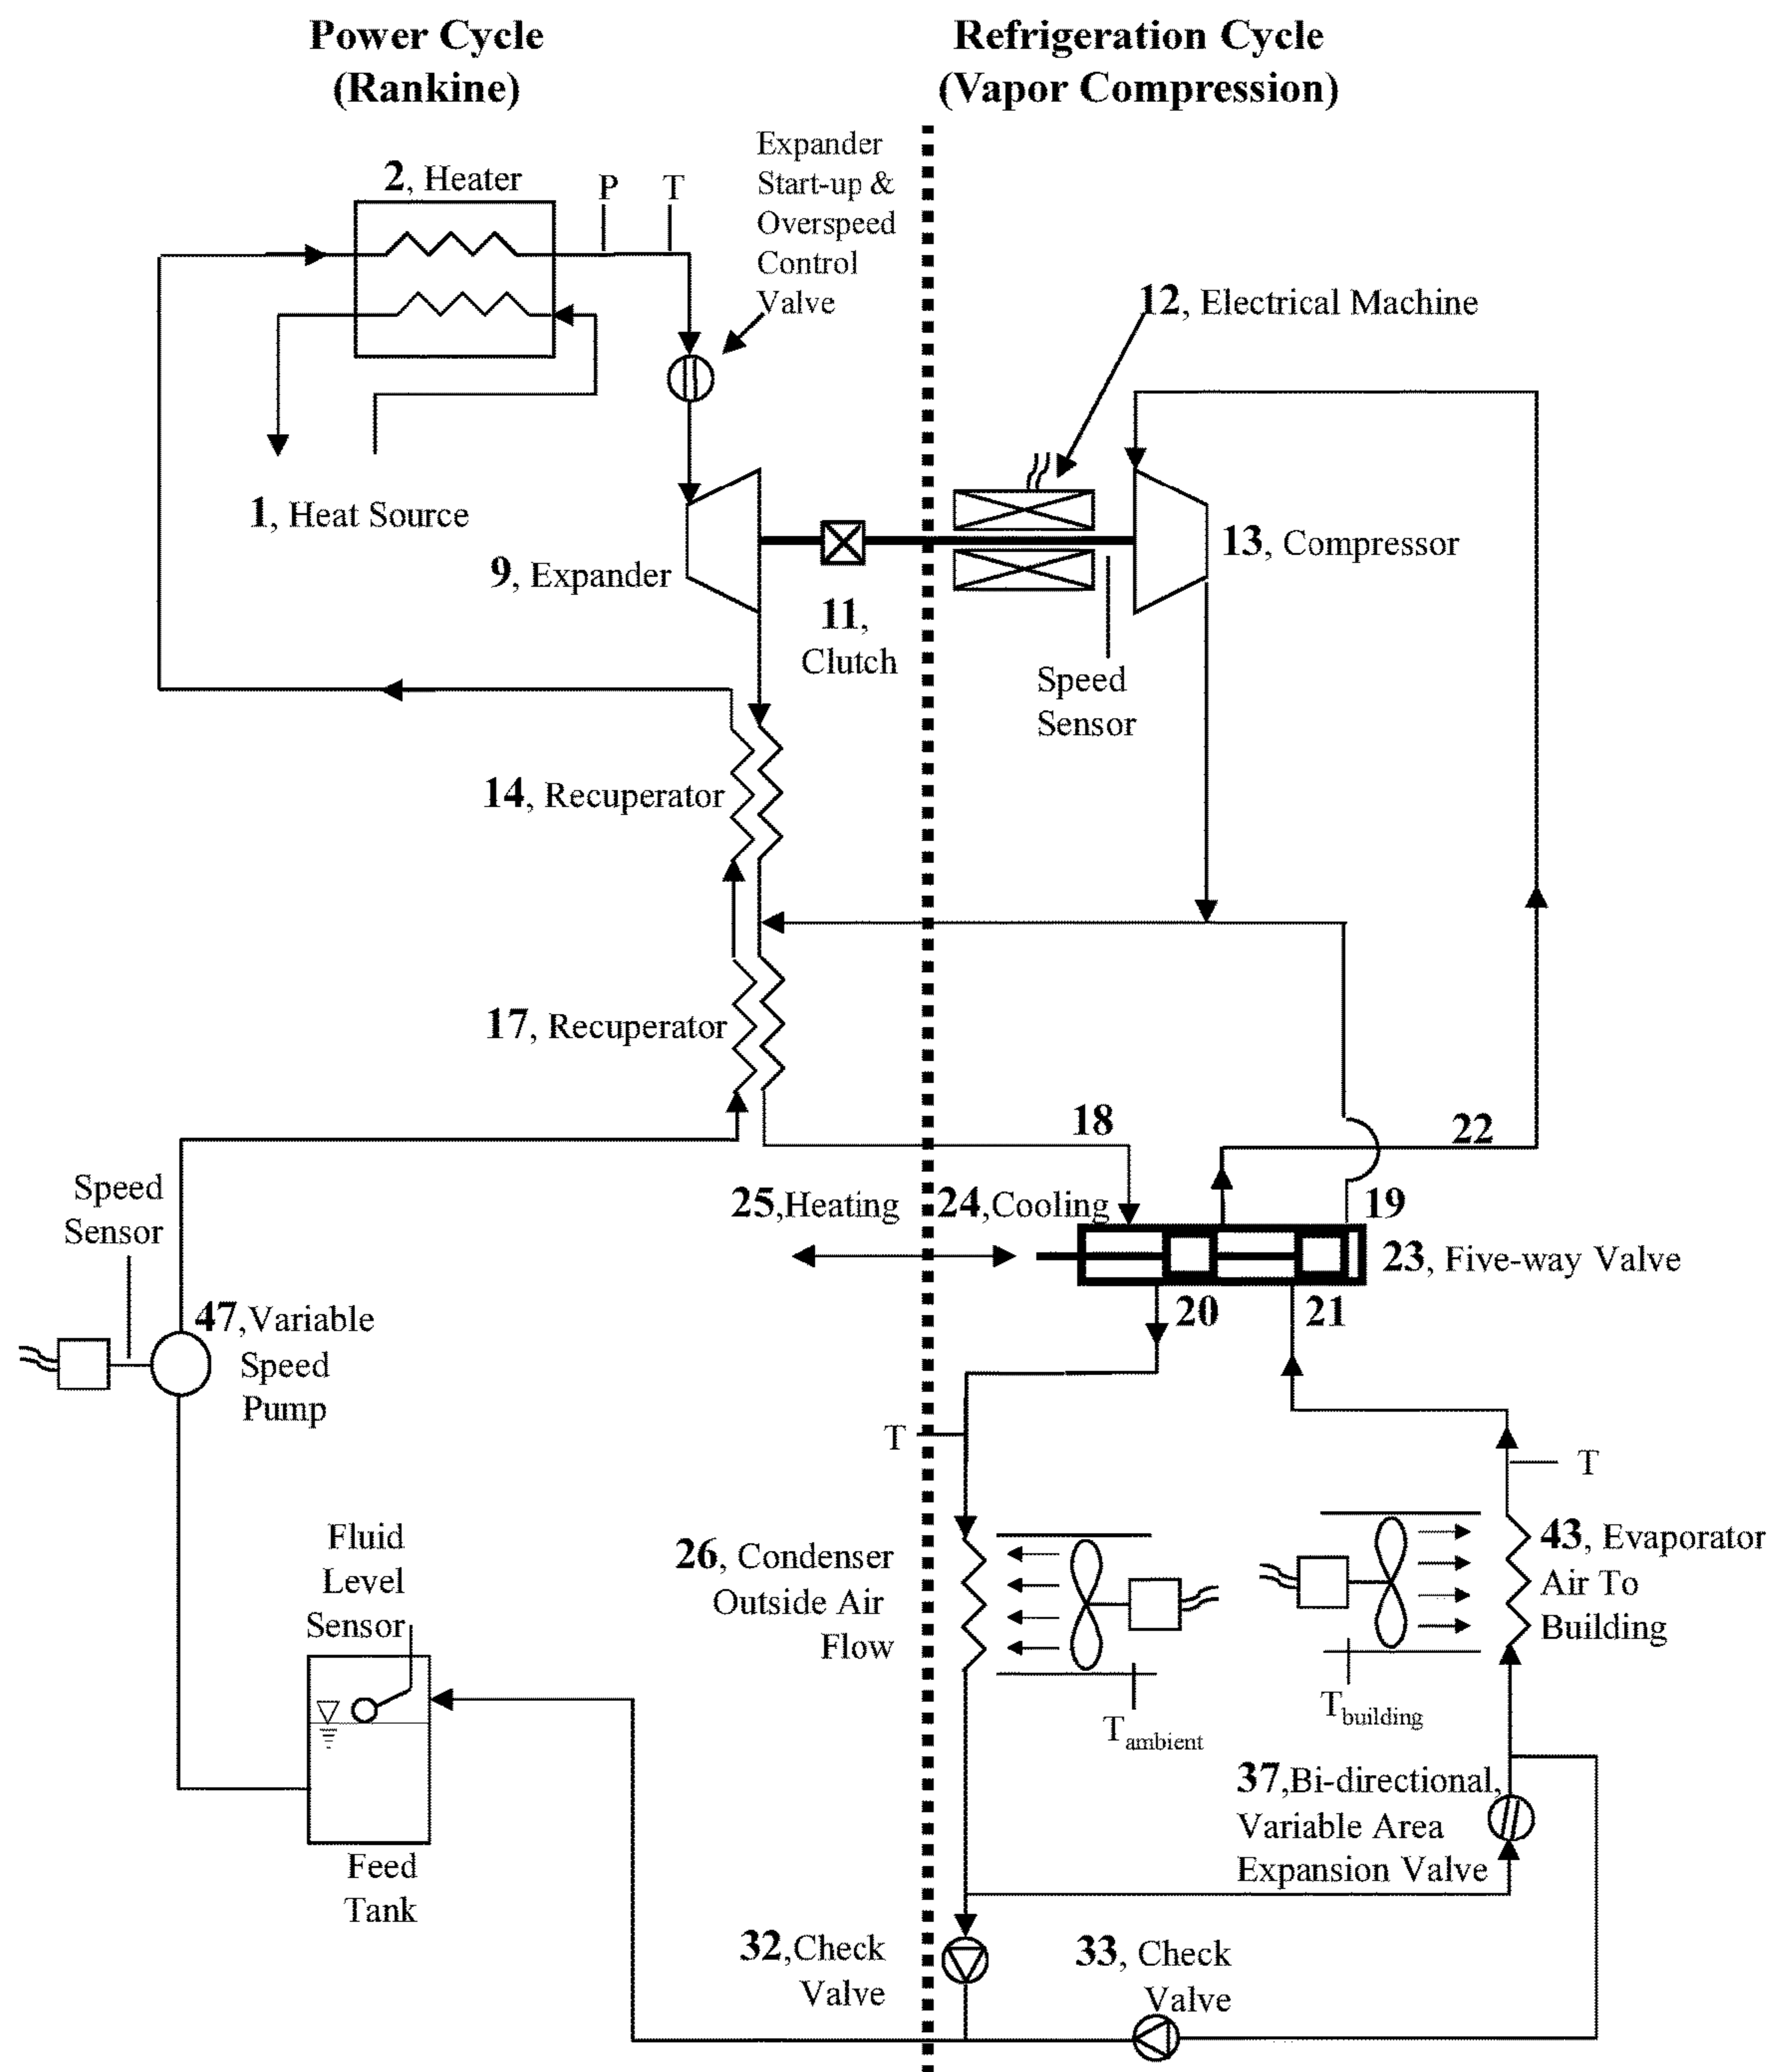 Power Cycle
(Rankine)
Refrigeration Cycle
(Vapor Compression)
Expander
Start-up &
Overspeed
Control
Valve
2, Heater
P
T
12, Electrical Machine
1, Heat Source
9, Expander
13, Compressor
11,
Clutch
Speed
Sensor
14, Recuperator
17, Recuperator
18
22
Speed
Sensor
25,Heating
24,Cooling
19
23, Five-way Valve
20
21
47,Variable
Speed
Pump
T
T
Fluid
Level
Sensor
26, Condenser
Outside Air
Flow
43, Evaporator
Air To
Building
Tambient
Tbuilding
37,Bi-directional,
Variable Area
Expansion Valve
Feed
Tank
32,Check
Valve
33, Check
Valve